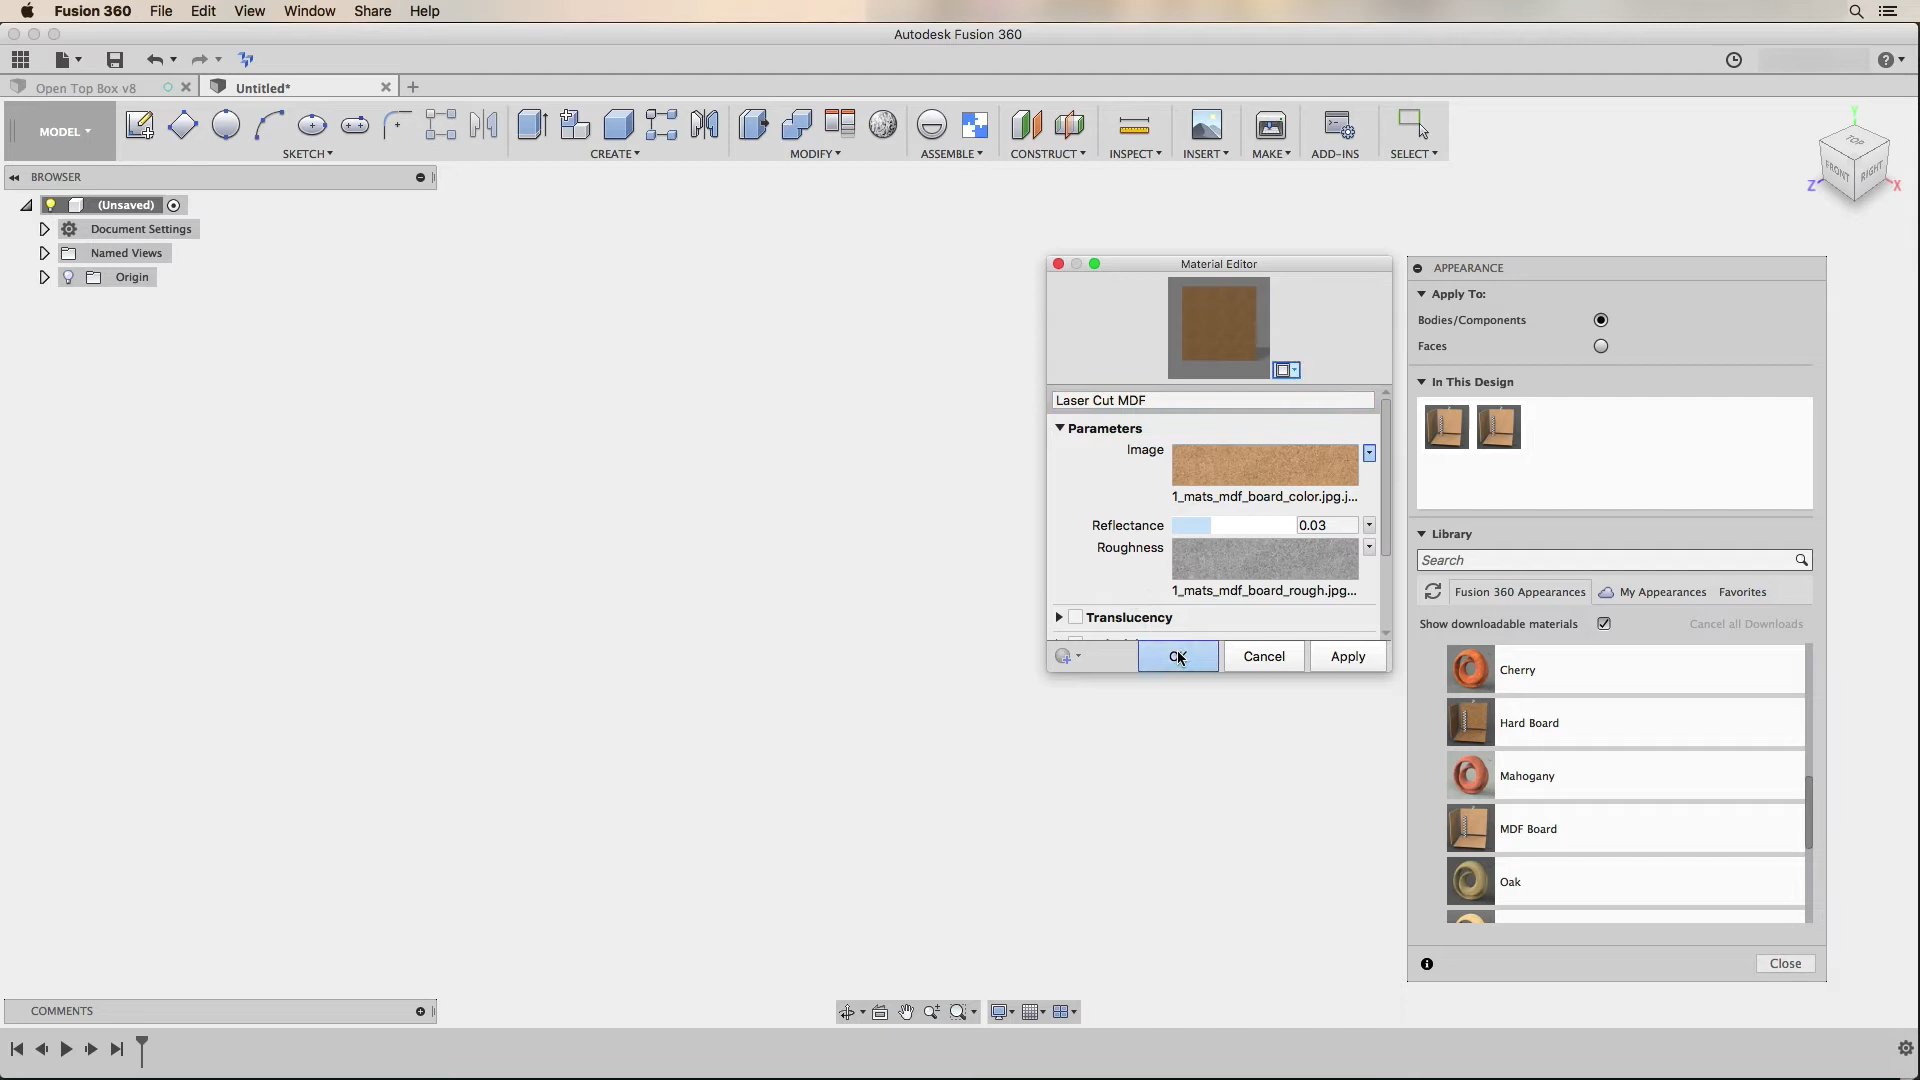 Fusion 360 File Edit View Window Share Help
Autodesk Fusion 360
Open Top Box v8 Untitled*
MODEL
SKETCH CREATE MODIFY ASSEMBLE CONSTRUCT INSPECT INSERT MAKE ADD-INS SELECT
TOP
FRONT RIGHT
Y
Z X
BROWSER
(Unsaved)
Document Settings
Named Views
Origin
Material Editor
Laser Cut MDF
Parameters
Image
1_mats_mdf_board_color.jpg.j...
Reflectance 0.03
Roughness
1_mats_mdf_board_rough.jpg...
Translucency
Cancel Apply
APPEARANCE
Apply To:
Bodies/Components
Faces
In This Design
Library
Search
Fusion 360 Appearances My Appearances Favorites
Show downloadable materials Cancel all Downloads
Cherry
Hard Board
Mahogany
MDF Board
Oak
Close
COMMENTS